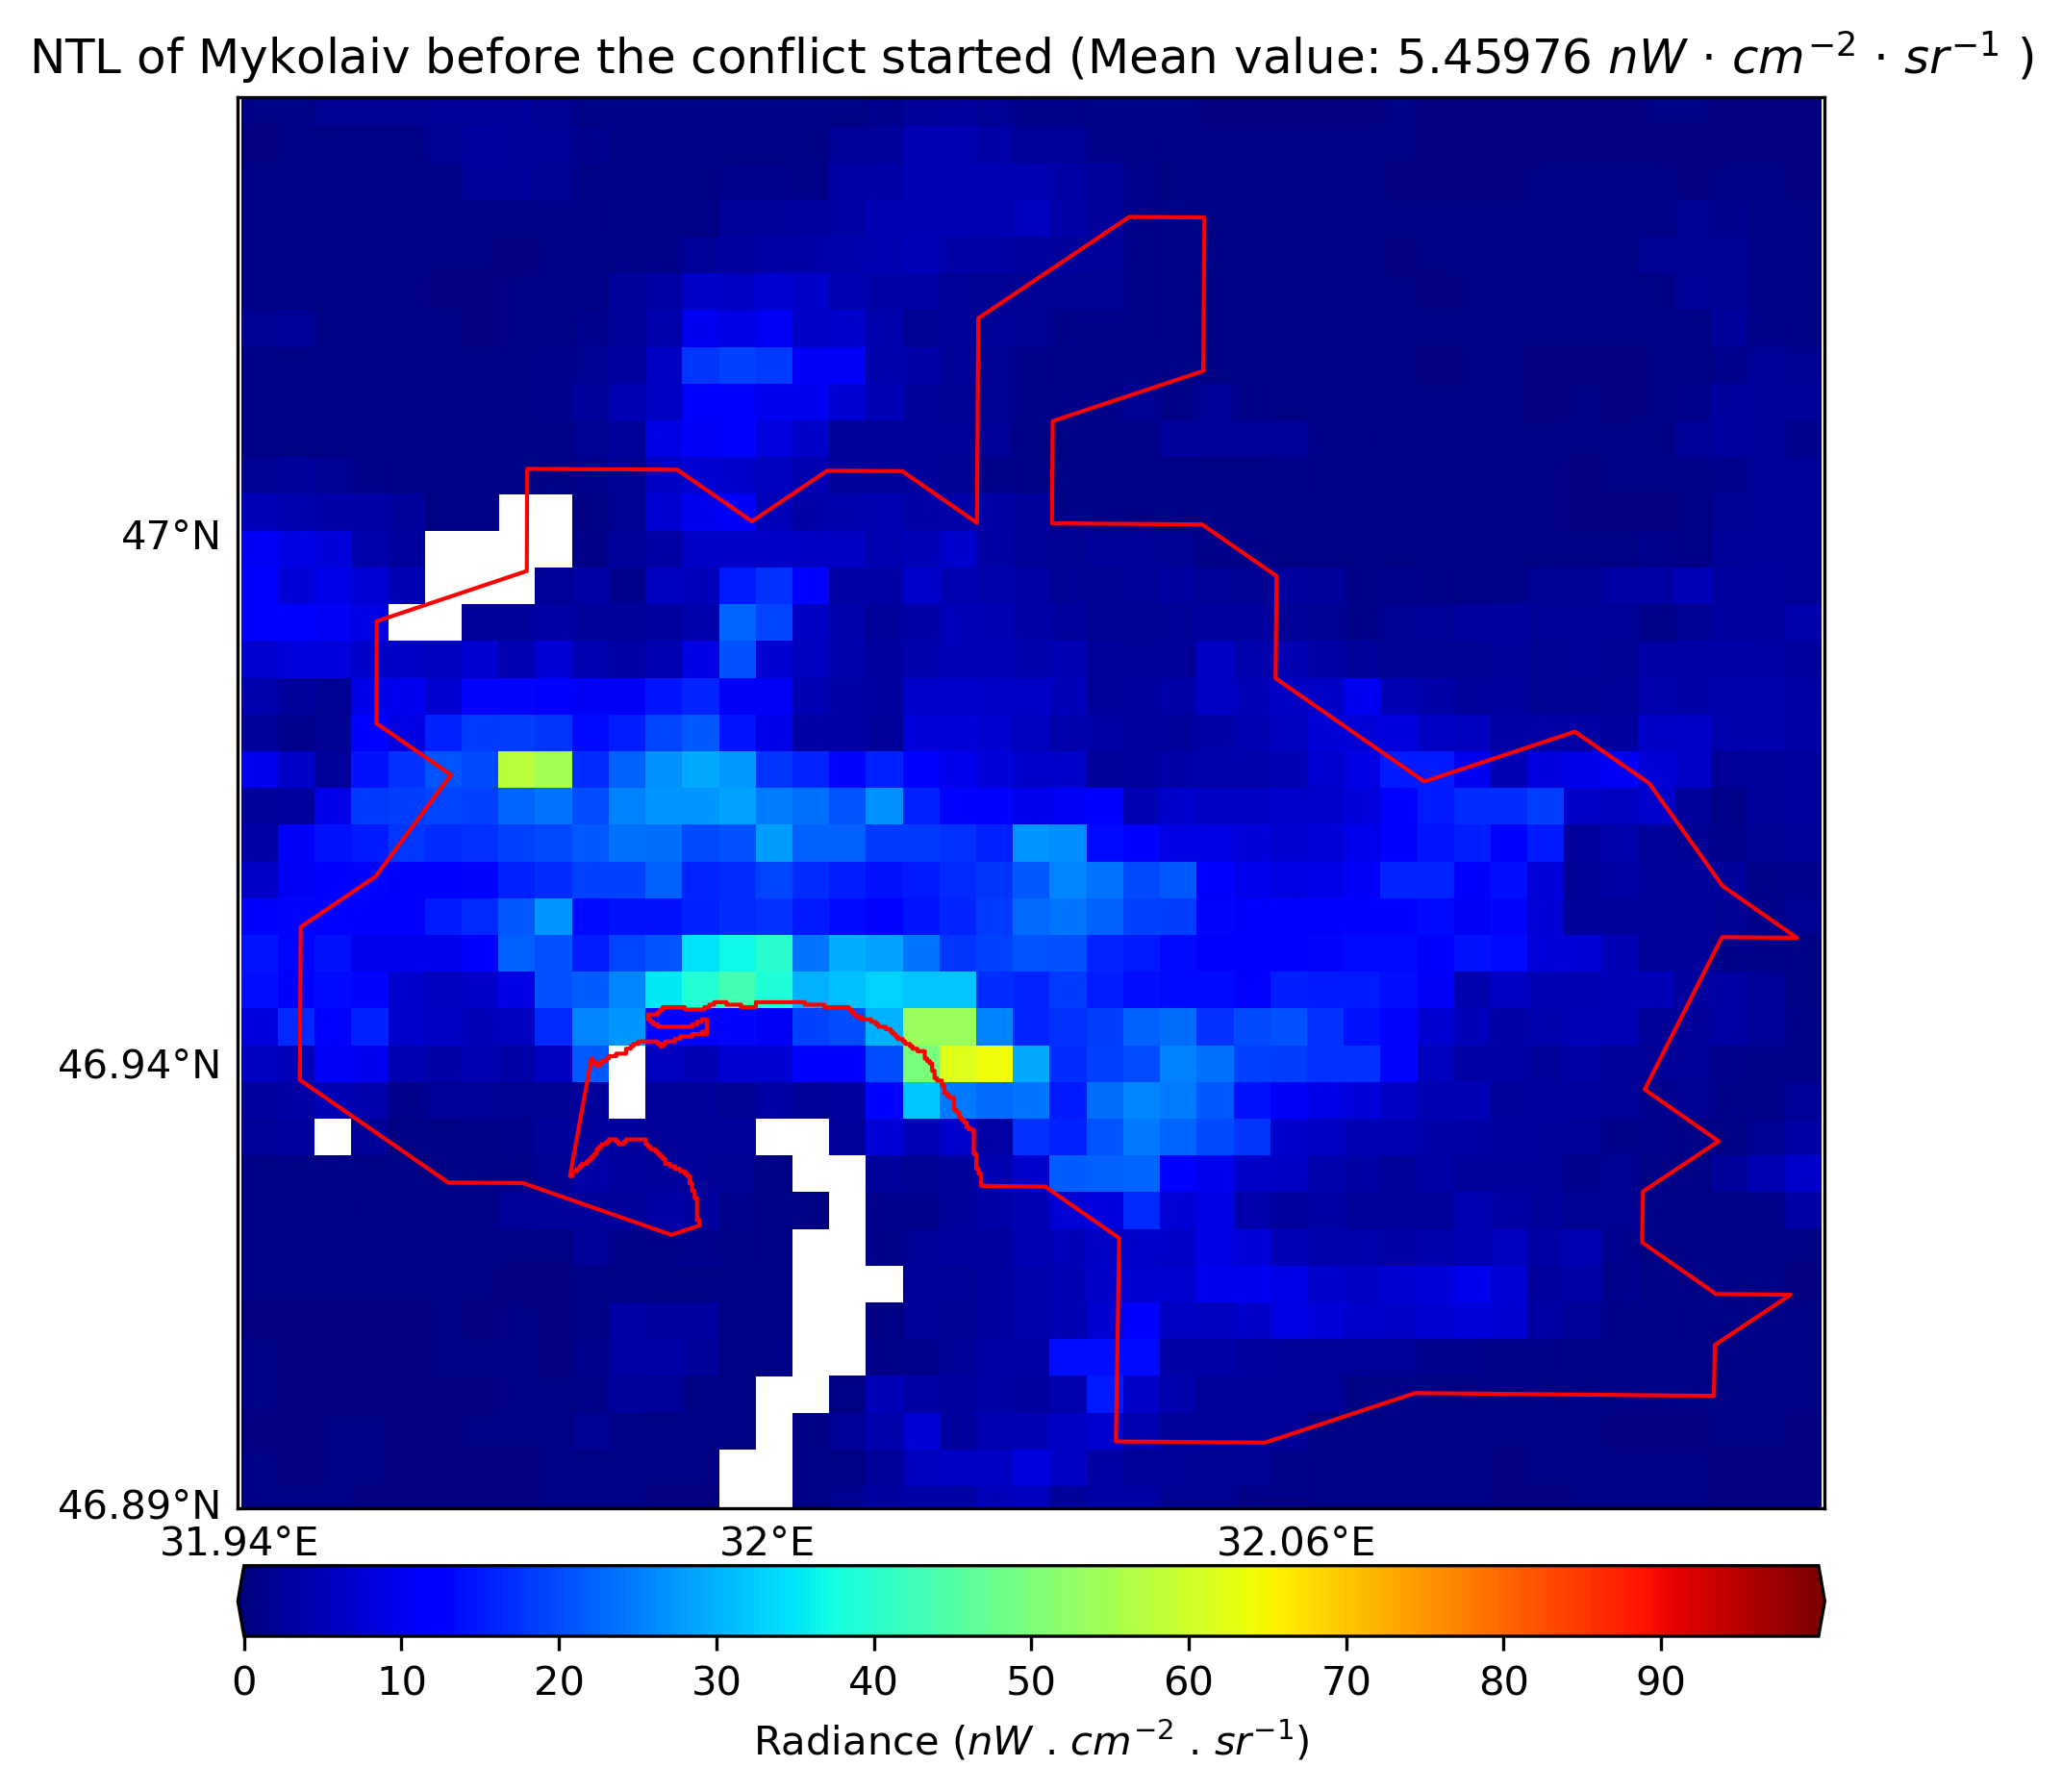 NTL of Mykolaiv before the conflict started (Mean value: 5.45976 nW · cm⁻² · sr⁻¹ )
47°N
46.94°N
46.89°N
31.94°E 32°E 32.06°E
0 10 20 30 40 50 60 70 80 90
Radiance (nW . cm⁻² . sr⁻¹)